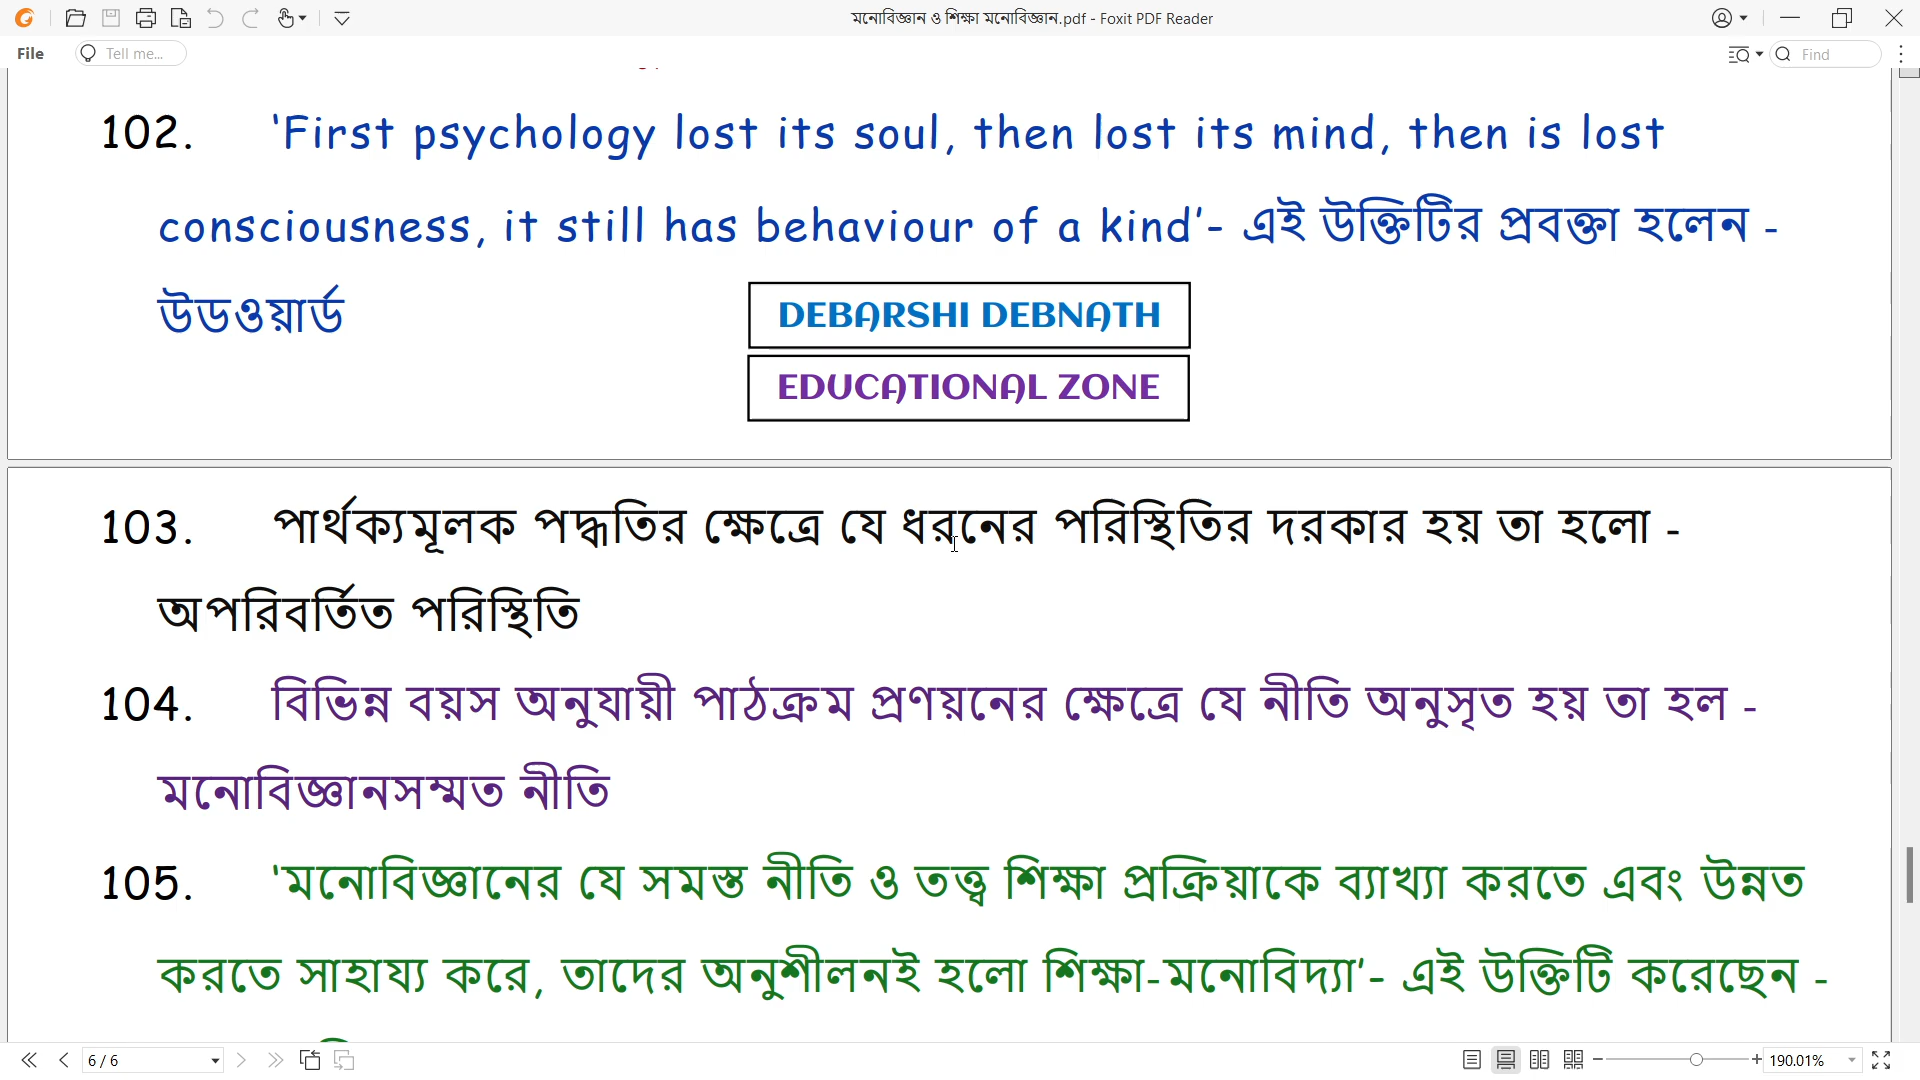 মনোবিজ্ঞান ও শিক্ষা মনোবিজ্ঞান.pdf - Foxit PDF Reader
File
Tell me...
Find
102. 'First psychology lost its soul, then lost its mind, then is lost
consciousness, it still has behaviour of a kind'- এই উক্তিটির প্রবক্তা হলেন -
উডওয়ার্ড
DEBARSHI DEBNATH
EDUCATIONAL ZONE
103. পার্থক্যমূলক পদ্ধতির ক্ষেত্রে যে ধরনের পরিস্থিতির দরকার হয় তা হলো -
অপরিবর্তিত পরিস্থিতি
104. বিভিন্ন বয়স অনুযায়ী পাঠক্রম প্রণয়নের ক্ষেত্রে যে নীতি অনুসৃত হয় তা হল -
মনোবিজ্ঞানসম্মত নীতি
105. 'মনোবিজ্ঞানের যে সমস্ত নীতি ও তত্ত্ব শিক্ষা প্রক্রিয়াকে ব্যাখ্যা করতে এবং উন্নত
করতে সাহায্য করে, তাদের অনুশীলনই হলো শিক্ষা-মনোবিদ্যা'- এই উক্তিটি করেছেন -
6 / 6
190.01%